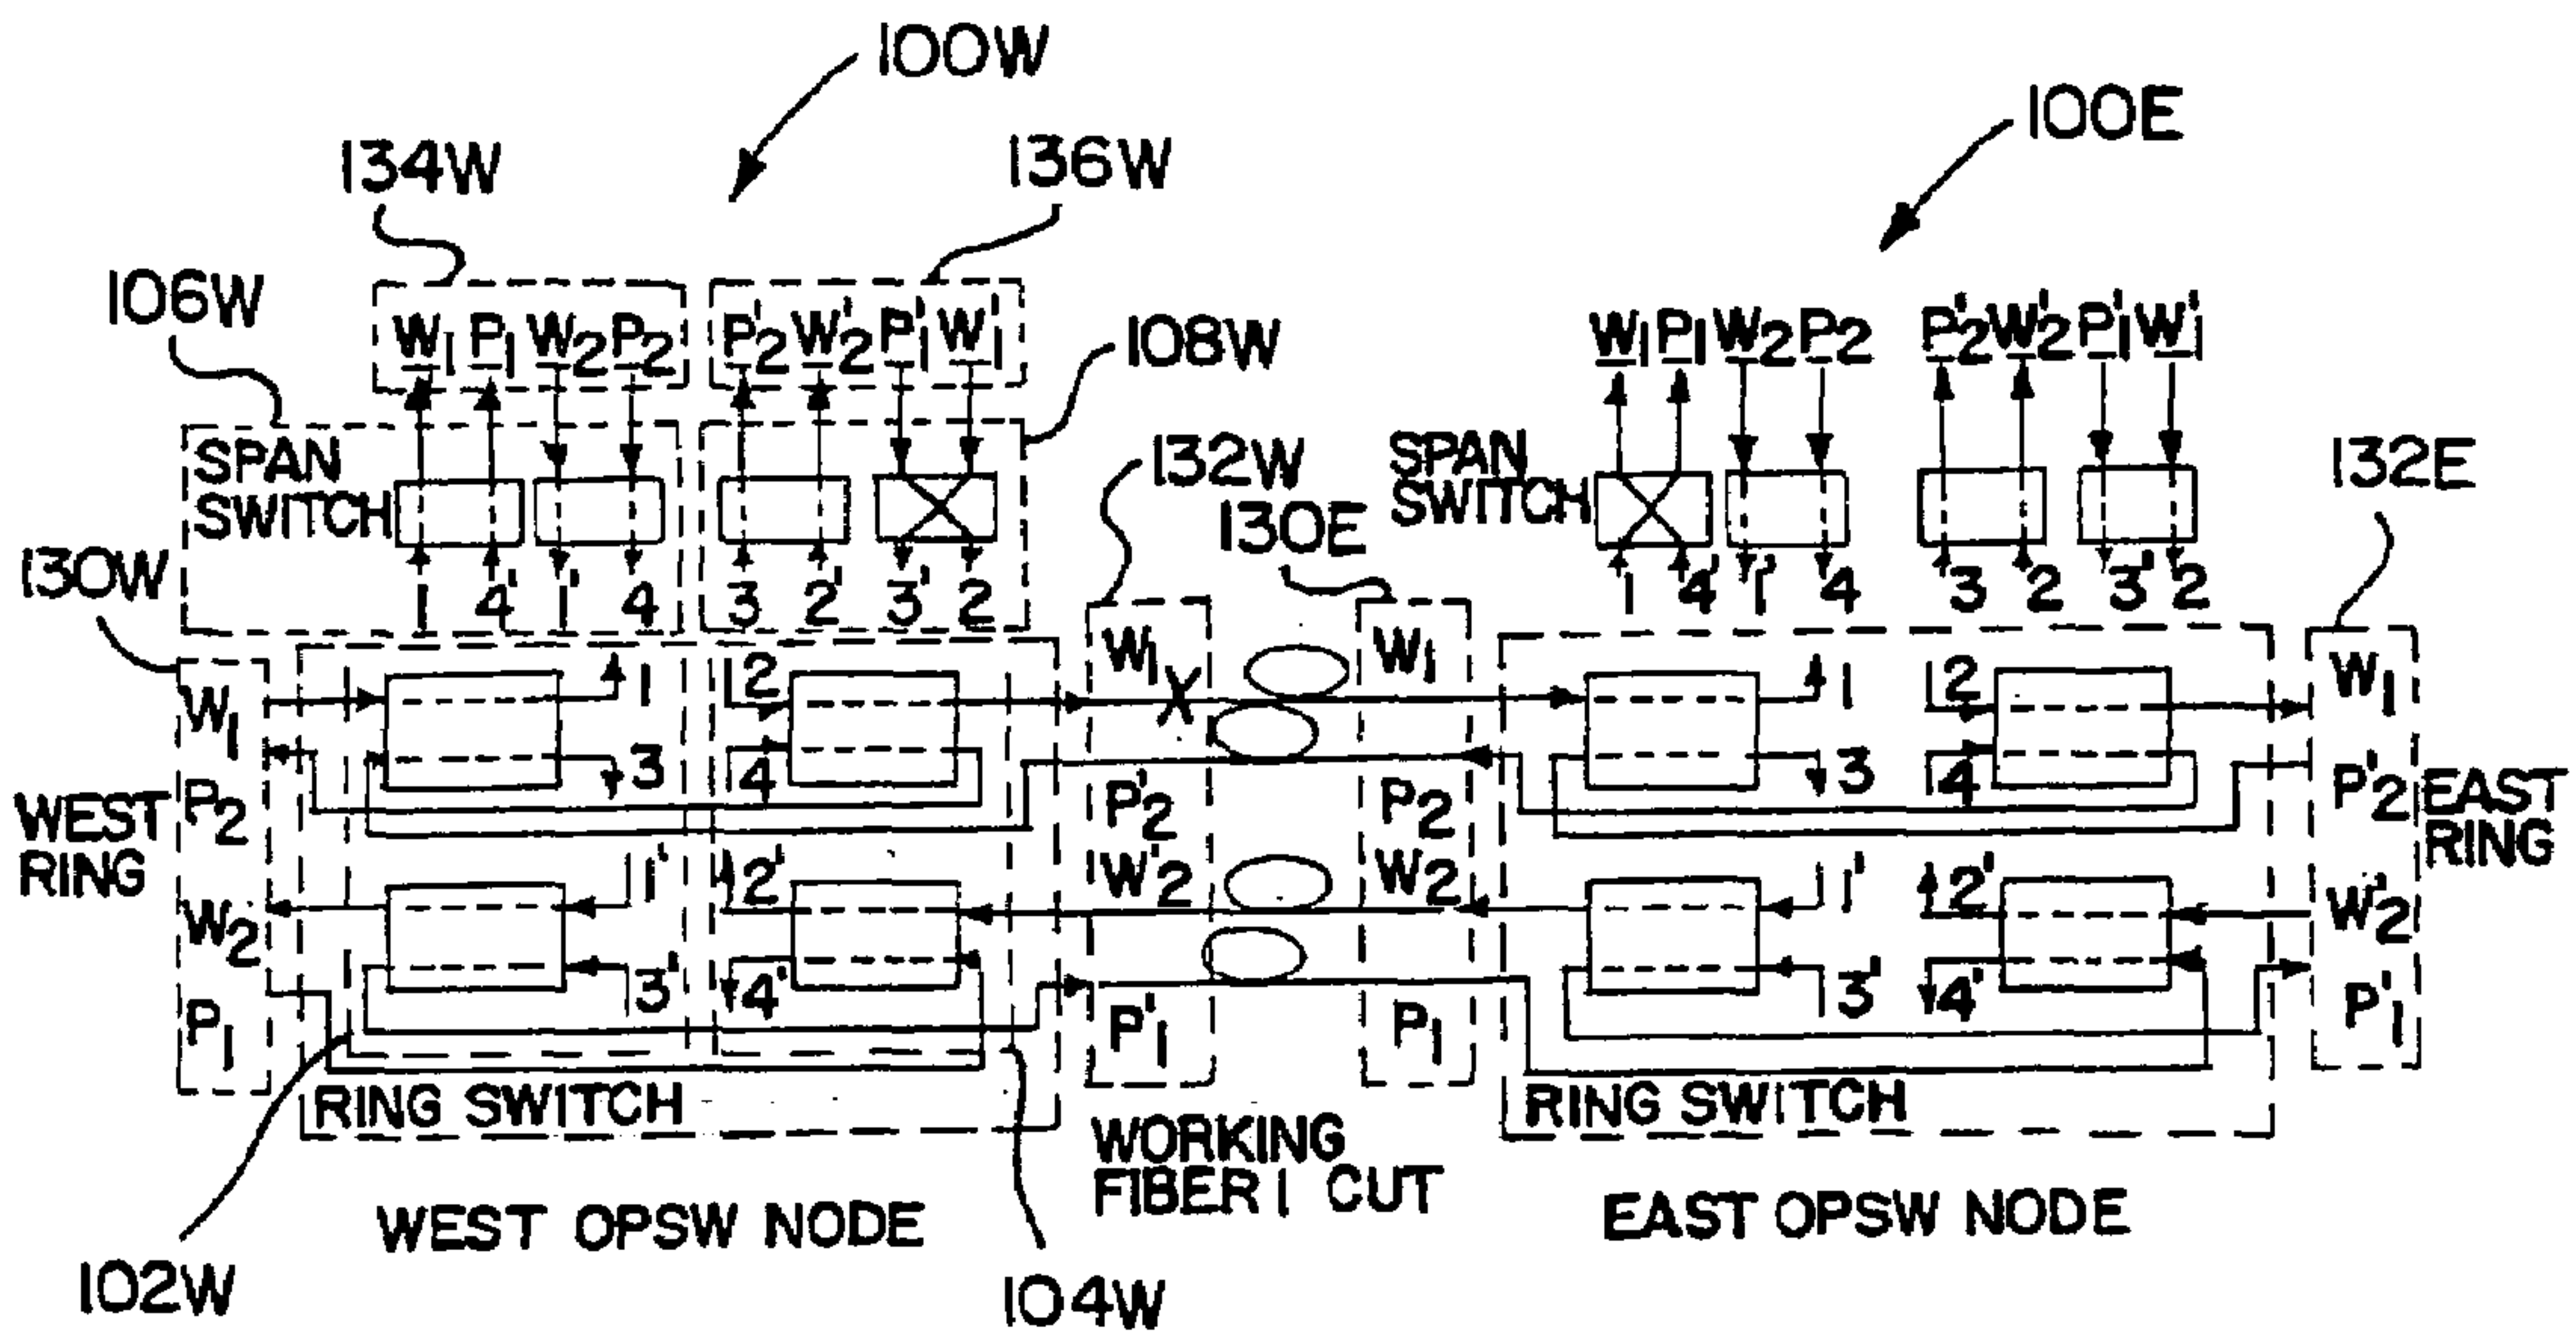 100W
100E
134W
136W
106W
W1 P1 W2 P2
P'2 W'2 P'1 W'1
108W
W1 P1 W2 P2
P'2 W'2 P'1 W'1
SPAN
SWITCH
132W
130E
SPAN
SWITCH
132E
130W
1 4' 1' 4
3 2' 3' 2
1 4' 1' 4
3 2 3' 2
W1
P2
W2
P1
WEST
RING
1
3
2
4
1'
3'
2'
4'
RING SWITCH
W1
X
P'2
W'2
P'1
W1
P2
W2
P1
1
3
2
4
1'
3'
2'
4'
RING SWITCH
W1
P'2
W'2
P'1
EAST
RING
WORKING
FIBER 1 CUT
WEST OPSW NODE
EAST OPSW NODE
102W
104W